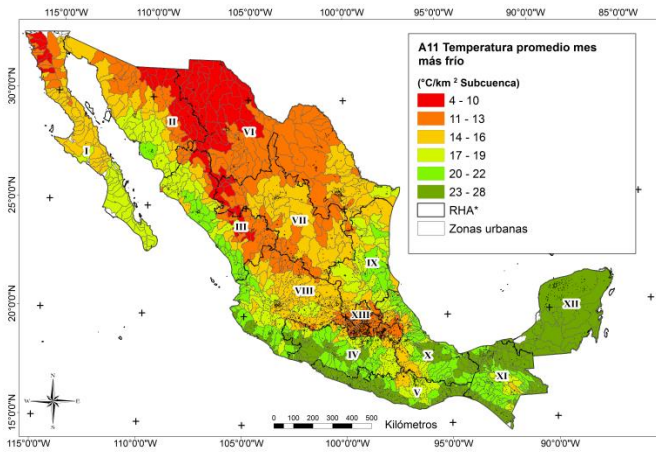 115°0'0"W 110°0'0"W 105°0'0"W 100°0'0"W 95°0'0"W 90°0'0"W 85°0'0"W
A11 Temperatura promedio mes
más frío
(°C/km ² Subcuenca)
4 - 10
11 - 13
14 - 16
17 - 19
20 - 22
23 - 28
RHA*
Zonas urbanas
30°0'0"N
25°0'0"N
20°0'0"N
15°0'0"N
II
VI
I
III
VII
IX
VIII
XIII
XII
IV
X
XI
V
N
W E
S
0 100 200 300 400 500
Kilómetros
115°0'0"W 110°0'0"W 105°0'0"W 100°0'0"W 95°0'0"W 90°0'0"W